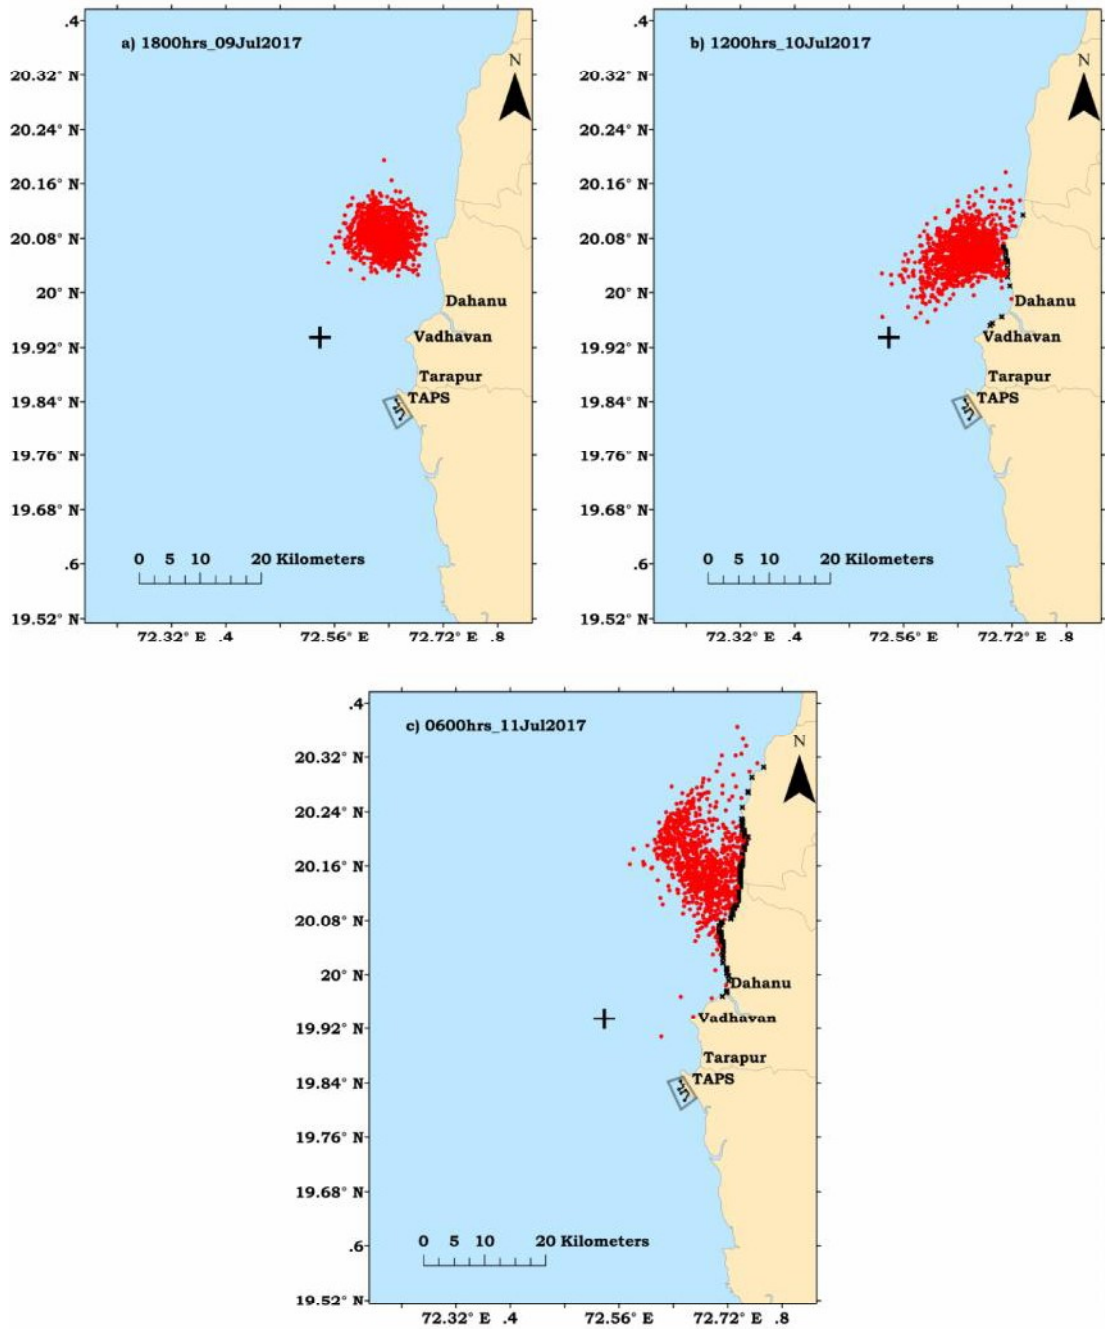 .4
a) 1800hrs_09Jul2017
N
20.32° N
20.24° N
20.16° N
20.08° N
20° N
Dahanu
19.92° N
Vadhavan
Tarapur
19.84° N
TAPS
19.76° N
19.68° N
0 5 10 20 Kilometers
.6
19.52° N
72.32° E .4 72.56° E 72.72° E .8
.4
b) 1200hrs_10Jul2017
N
20.32° N
20.24° N
20.16° N
20.08° N
20° N
Dahanu
19.92° N
Vadhavan
Tarapur
19.84° N
TAPS
19.76° N
19.68° N
0 5 10 20 Kilometers
.6
19.52° N
72.32° E .4 72.56° E 72.72° E .8
.4
c) 0600hrs_11Jul2017
N
20.32° N
20.24° N
20.16° N
20.08° N
20° N
Dahanu
19.92° N
Vadhavan
Tarapur
19.84° N
TAPS
19.76° N
19.68° N
0 5 10 20 Kilometers
.6
19.52° N
72.32° E .4 72.56° E 72.72° E .8